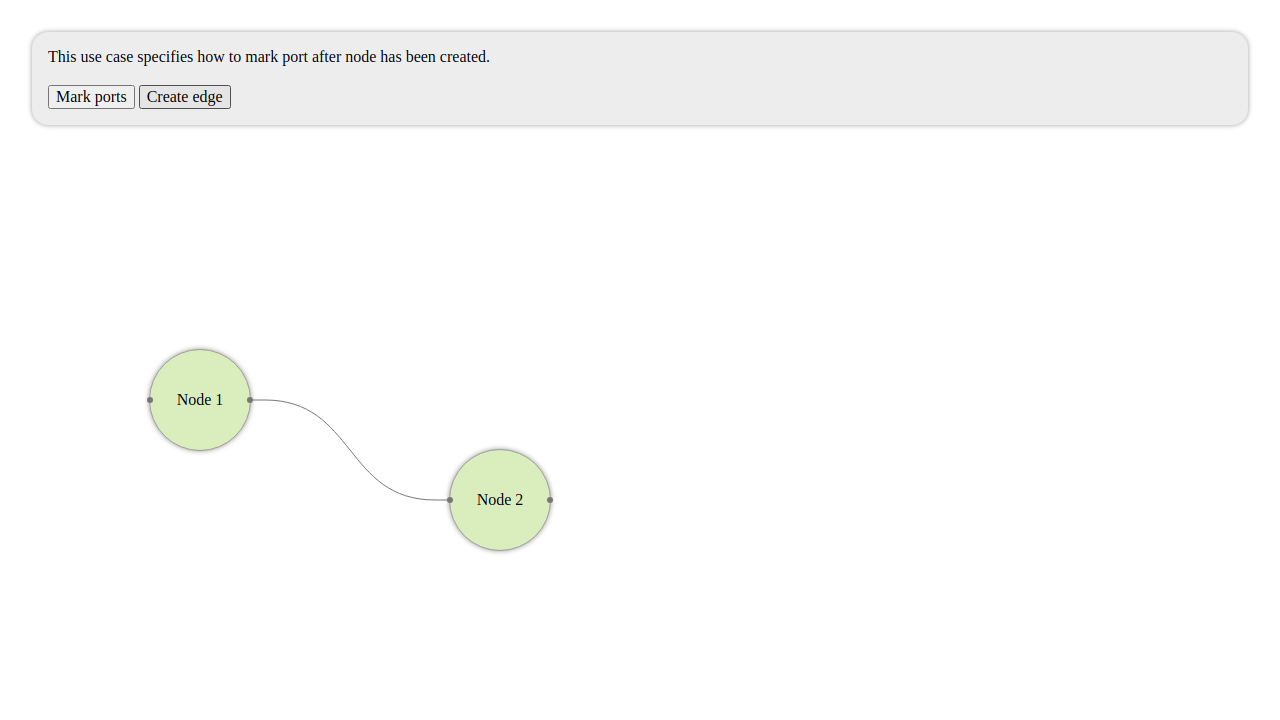 This use case specifies how to mark port after node has been created.
Mark ports Create edge
Node 1
Node 2